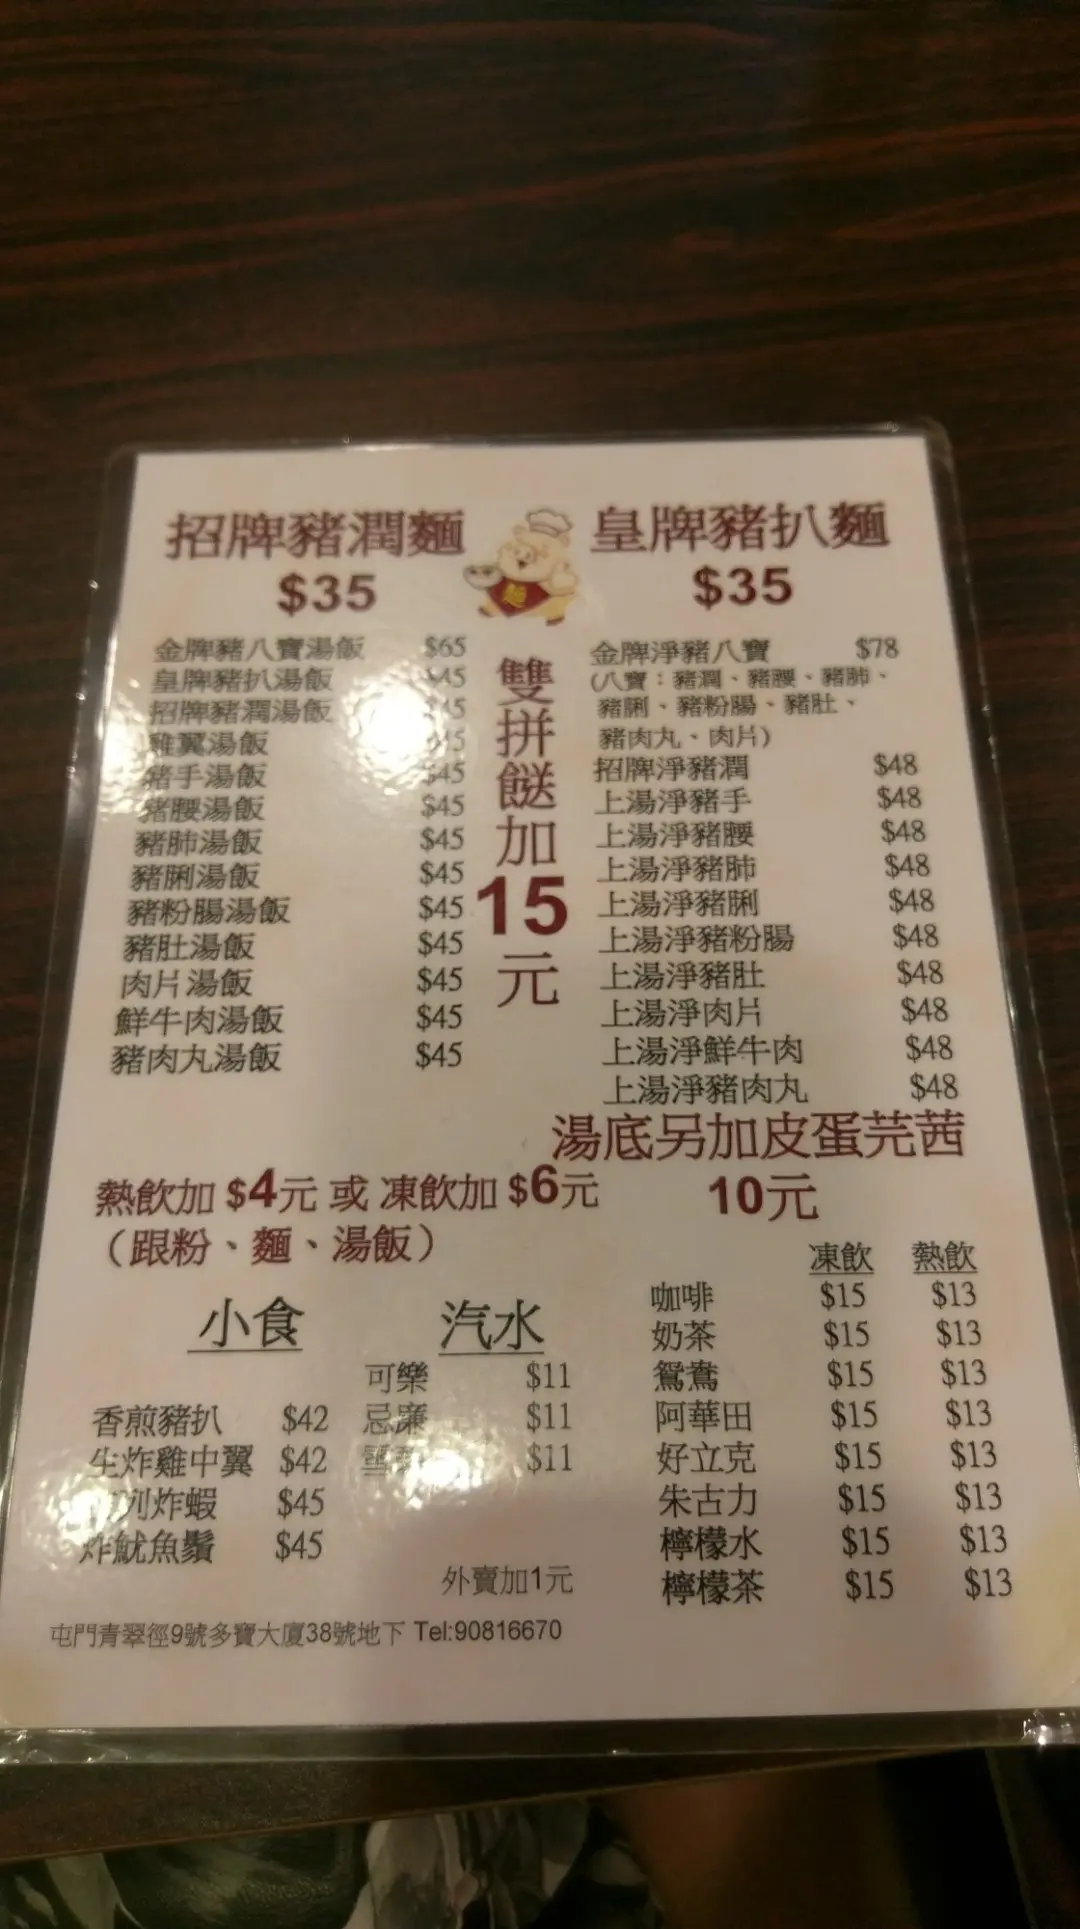 招牌豬潤麵
$35
皇牌豬扒麵
$35
麵
雙拼餸加15元
金牌豬八寶湯飯 $65
皇牌豬扒湯飯 $45
招牌豬潤湯飯 $45
雞翼湯飯 $45
豬手湯飯 $45
豬腰湯飯 $45
豬肺湯飯 $45
豬脷湯飯 $45
豬粉腸湯飯 $45
豬肚湯飯 $45
肉片湯飯 $45
鮮牛肉湯飯 $45
豬肉丸湯飯 $45
金牌淨豬八寶 $78
(八寶：豬潤、豬腰、豬肺、
豬脷、豬粉腸、豬肚、
豬肉丸、肉片)
招牌淨豬潤 $48
上湯淨豬手 $48
上湯淨豬腰 $48
上湯淨豬肺 $48
上湯淨豬脷 $48
上湯淨豬粉腸 $48
上湯淨豬肚 $48
上湯淨肉片 $48
上湯淨鮮牛肉 $48
上湯淨豬肉丸 $48
湯底另加皮蛋芫茜
10元
熱飲加 $4元 或 凍飲加 $6元
（跟粉、麵、湯飯）
小食
香煎豬扒 $42
生炸雞中翼 $42
列炸蝦 $45
炸魷魚鬚 $45
汽水
可樂 $11
忌廉 $11
雪 $11
外賣加1元
凍飲 熱飲
咖啡 $15 $13
奶茶 $15 $13
鴛鴦 $15 $13
阿華田 $15 $13
好立克 $15 $13
朱古力 $15 $13
檸檬水 $15 $13
檸檬茶 $15 $13
屯門青翠徑9號多寶大廈38號地下 Tel:90816670